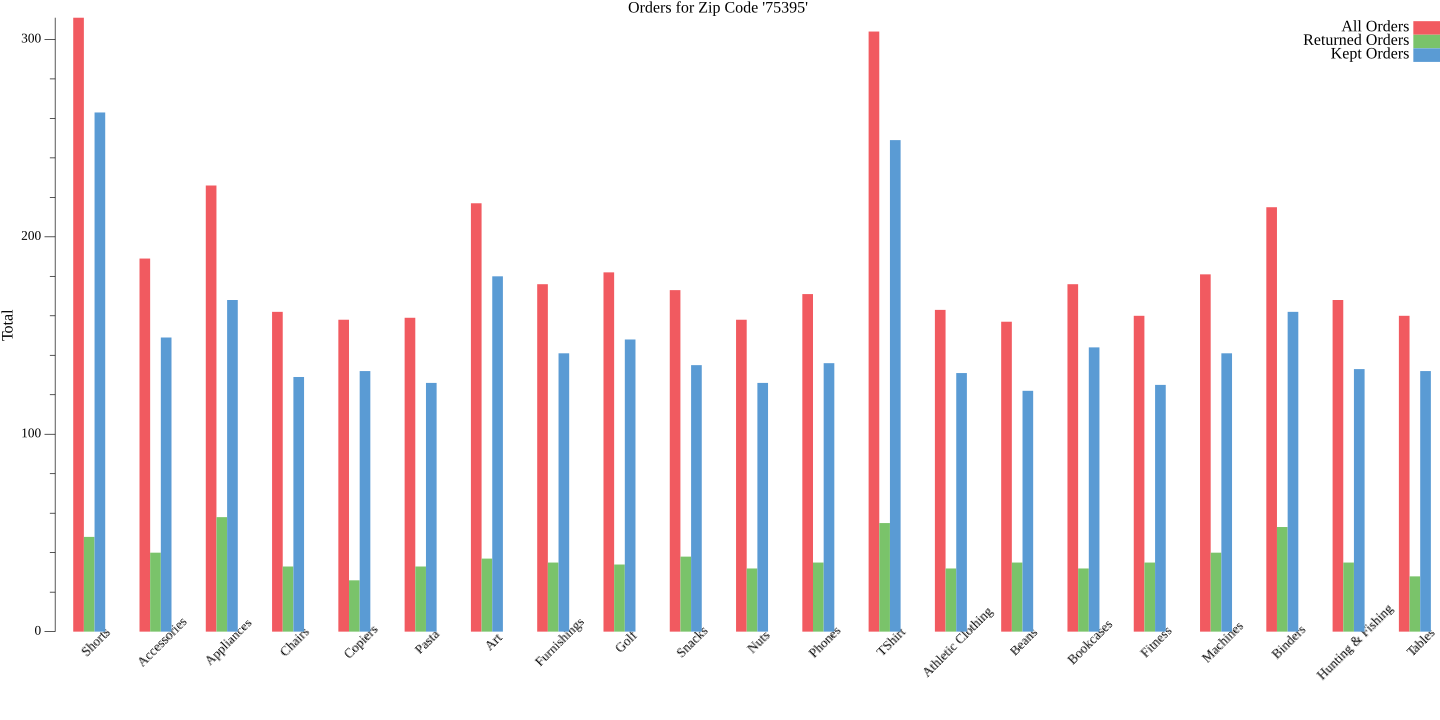 Orders for Zip Code '75395'
All Orders
Returned Orders
Kept Orders
300
200
100
0
Total
Shorts
Accessories
Appliances
Chairs
Copiers
Pasta
Art
Furnishings
Golf
Snacks
Nuts
Phones
TShirt
Athletic Clothing
Beans
Bookcases
Fitness
Machines
Binders
Hunting & Fishing
Tables